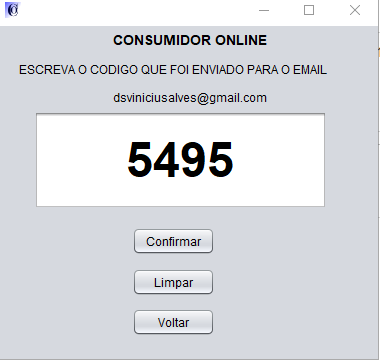 CONSUMIDOR ONLINE
ESCREVA O CODIGO QUE FOI ENVIADO PARA O EMAIL
dsviniciusalves@gmail.com
5495
Confirmar
Limpar
Voltar